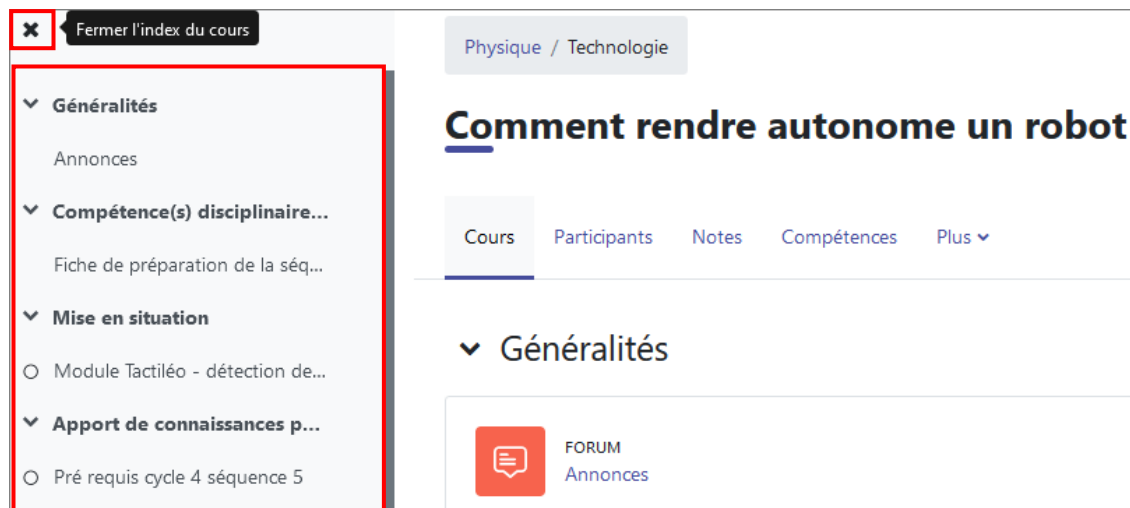 Fermer l'index du cours
Généralités
Annonces
Compétence(s) disciplinaire...
Fiche de préparation de la séq...
Mise en situation
Module Tactiléo - détection de...
Apport de connaissances p...
Pré requis cycle 4 séquence 5
Physique / Technologie
Comment rendre autonome un robot
Cours Participants Notes Compétences Plus
Généralités
FORUM
Annonces